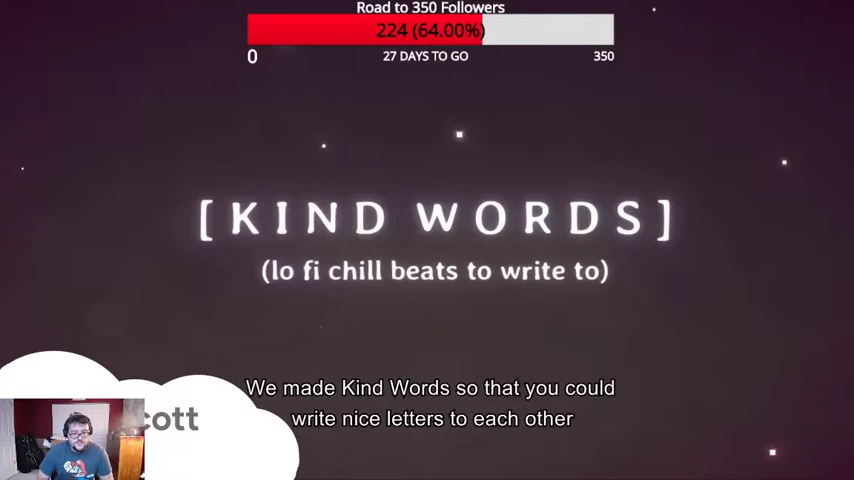 Road to 350 Followers
224 (64.00%)
0 27 DAYS TO GO 350
[KIND WORDS]
(lo fi chill beats to write to)
We made Kind Words so that you could
write nice letters to each other